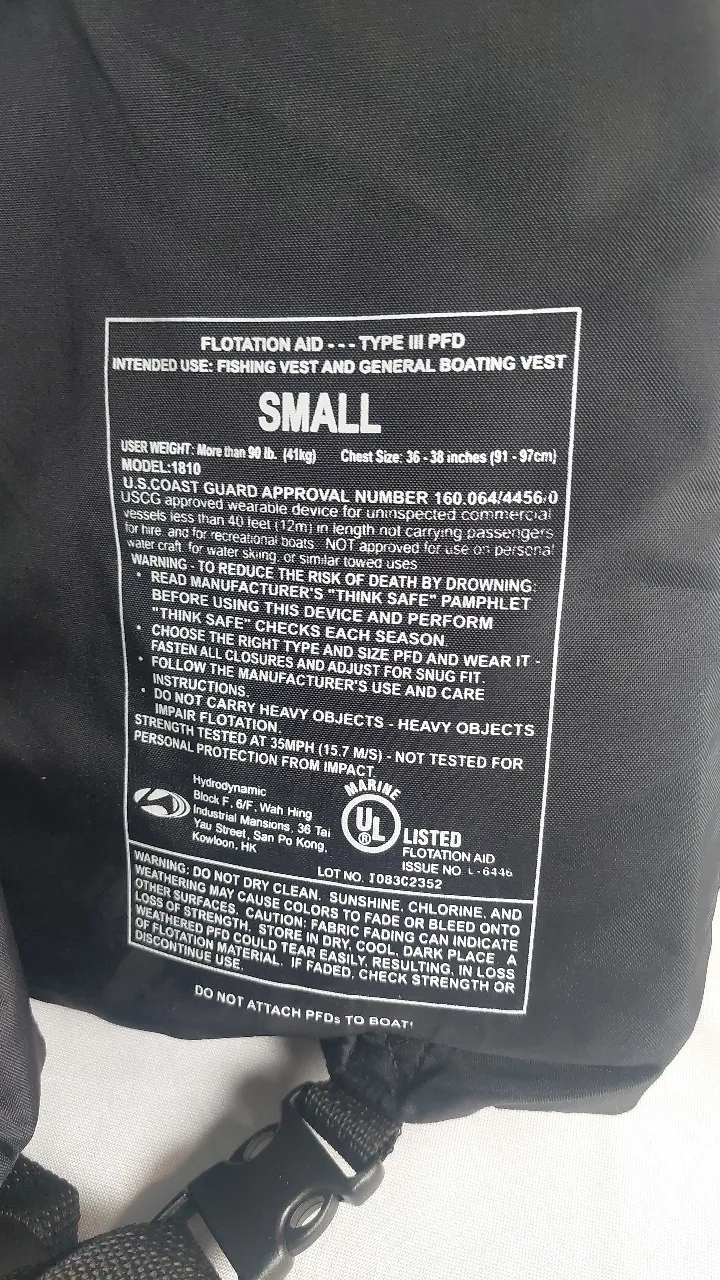 FLOTATION AID - - - TYPE III PFD
INTENDED USE: FISHING VEST AND GENERAL BOATING VEST
SMALL
USER WEIGHT: More than 90 lb. (41kg) Chest Size: 36 - 38 inches (91 - 97cm)
MODEL:1810
U.S.COAST GUARD APPROVAL NUMBER 160.064/4456/0
USCG approved wearable device for uninspected commercial
vessels less than 40 feet (12m) in length not carrying passengers
for hire, and for recreational boats. NOT approved for use on personal
water craft, for water skiing, or similar towed uses
WARNING - TO REDUCE THE RISK OF DEATH BY DROWNING:
• READ MANUFACTURER'S "THINK SAFE" PAMPHLET
BEFORE USING THIS DEVICE AND PERFORM
"THINK SAFE" CHECKS EACH SEASON.
• CHOOSE THE RIGHT TYPE AND SIZE PFD AND WEAR IT -
FASTEN ALL CLOSURES AND ADJUST FOR SNUG FIT.
• FOLLOW THE MANUFACTURER'S USE AND CARE
INSTRUCTIONS.
• DO NOT CARRY HEAVY OBJECTS - HEAVY OBJECTS
IMPAIR FLOTATION.
STRENGTH TESTED AT 35MPH (15.7 M/S) - NOT TESTED FOR
PERSONAL PROTECTION FROM IMPACT.
Hydrodynamic
Block F, 6/F, Wah Hing
Industrial Mansions, 36 Tai
Yau Street, San Po Kong,
Kowloon, HK
MARINE
UL
®
LISTED
FLOTATION AID
ISSUE NO. L-6446
LOT NO. I083C2352
WARNING: DO NOT DRY CLEAN. SUNSHINE, CHLORINE, AND
WEATHERING MAY CAUSE COLORS TO FADE OR BLEED ONTO
OTHER SURFACES. CAUTION: FABRIC FADING CAN INDICATE
LOSS OF STRENGTH. STORE IN DRY, COOL, DARK PLACE. A
WEATHERED PFD COULD TEAR EASILY, RESULTING, IN LOSS
OF FLOTATION MATERIAL. IF FADED, CHECK STRENGTH OR
DISCONTINUE USE.
DO NOT ATTACH PFDs TO BOAT!